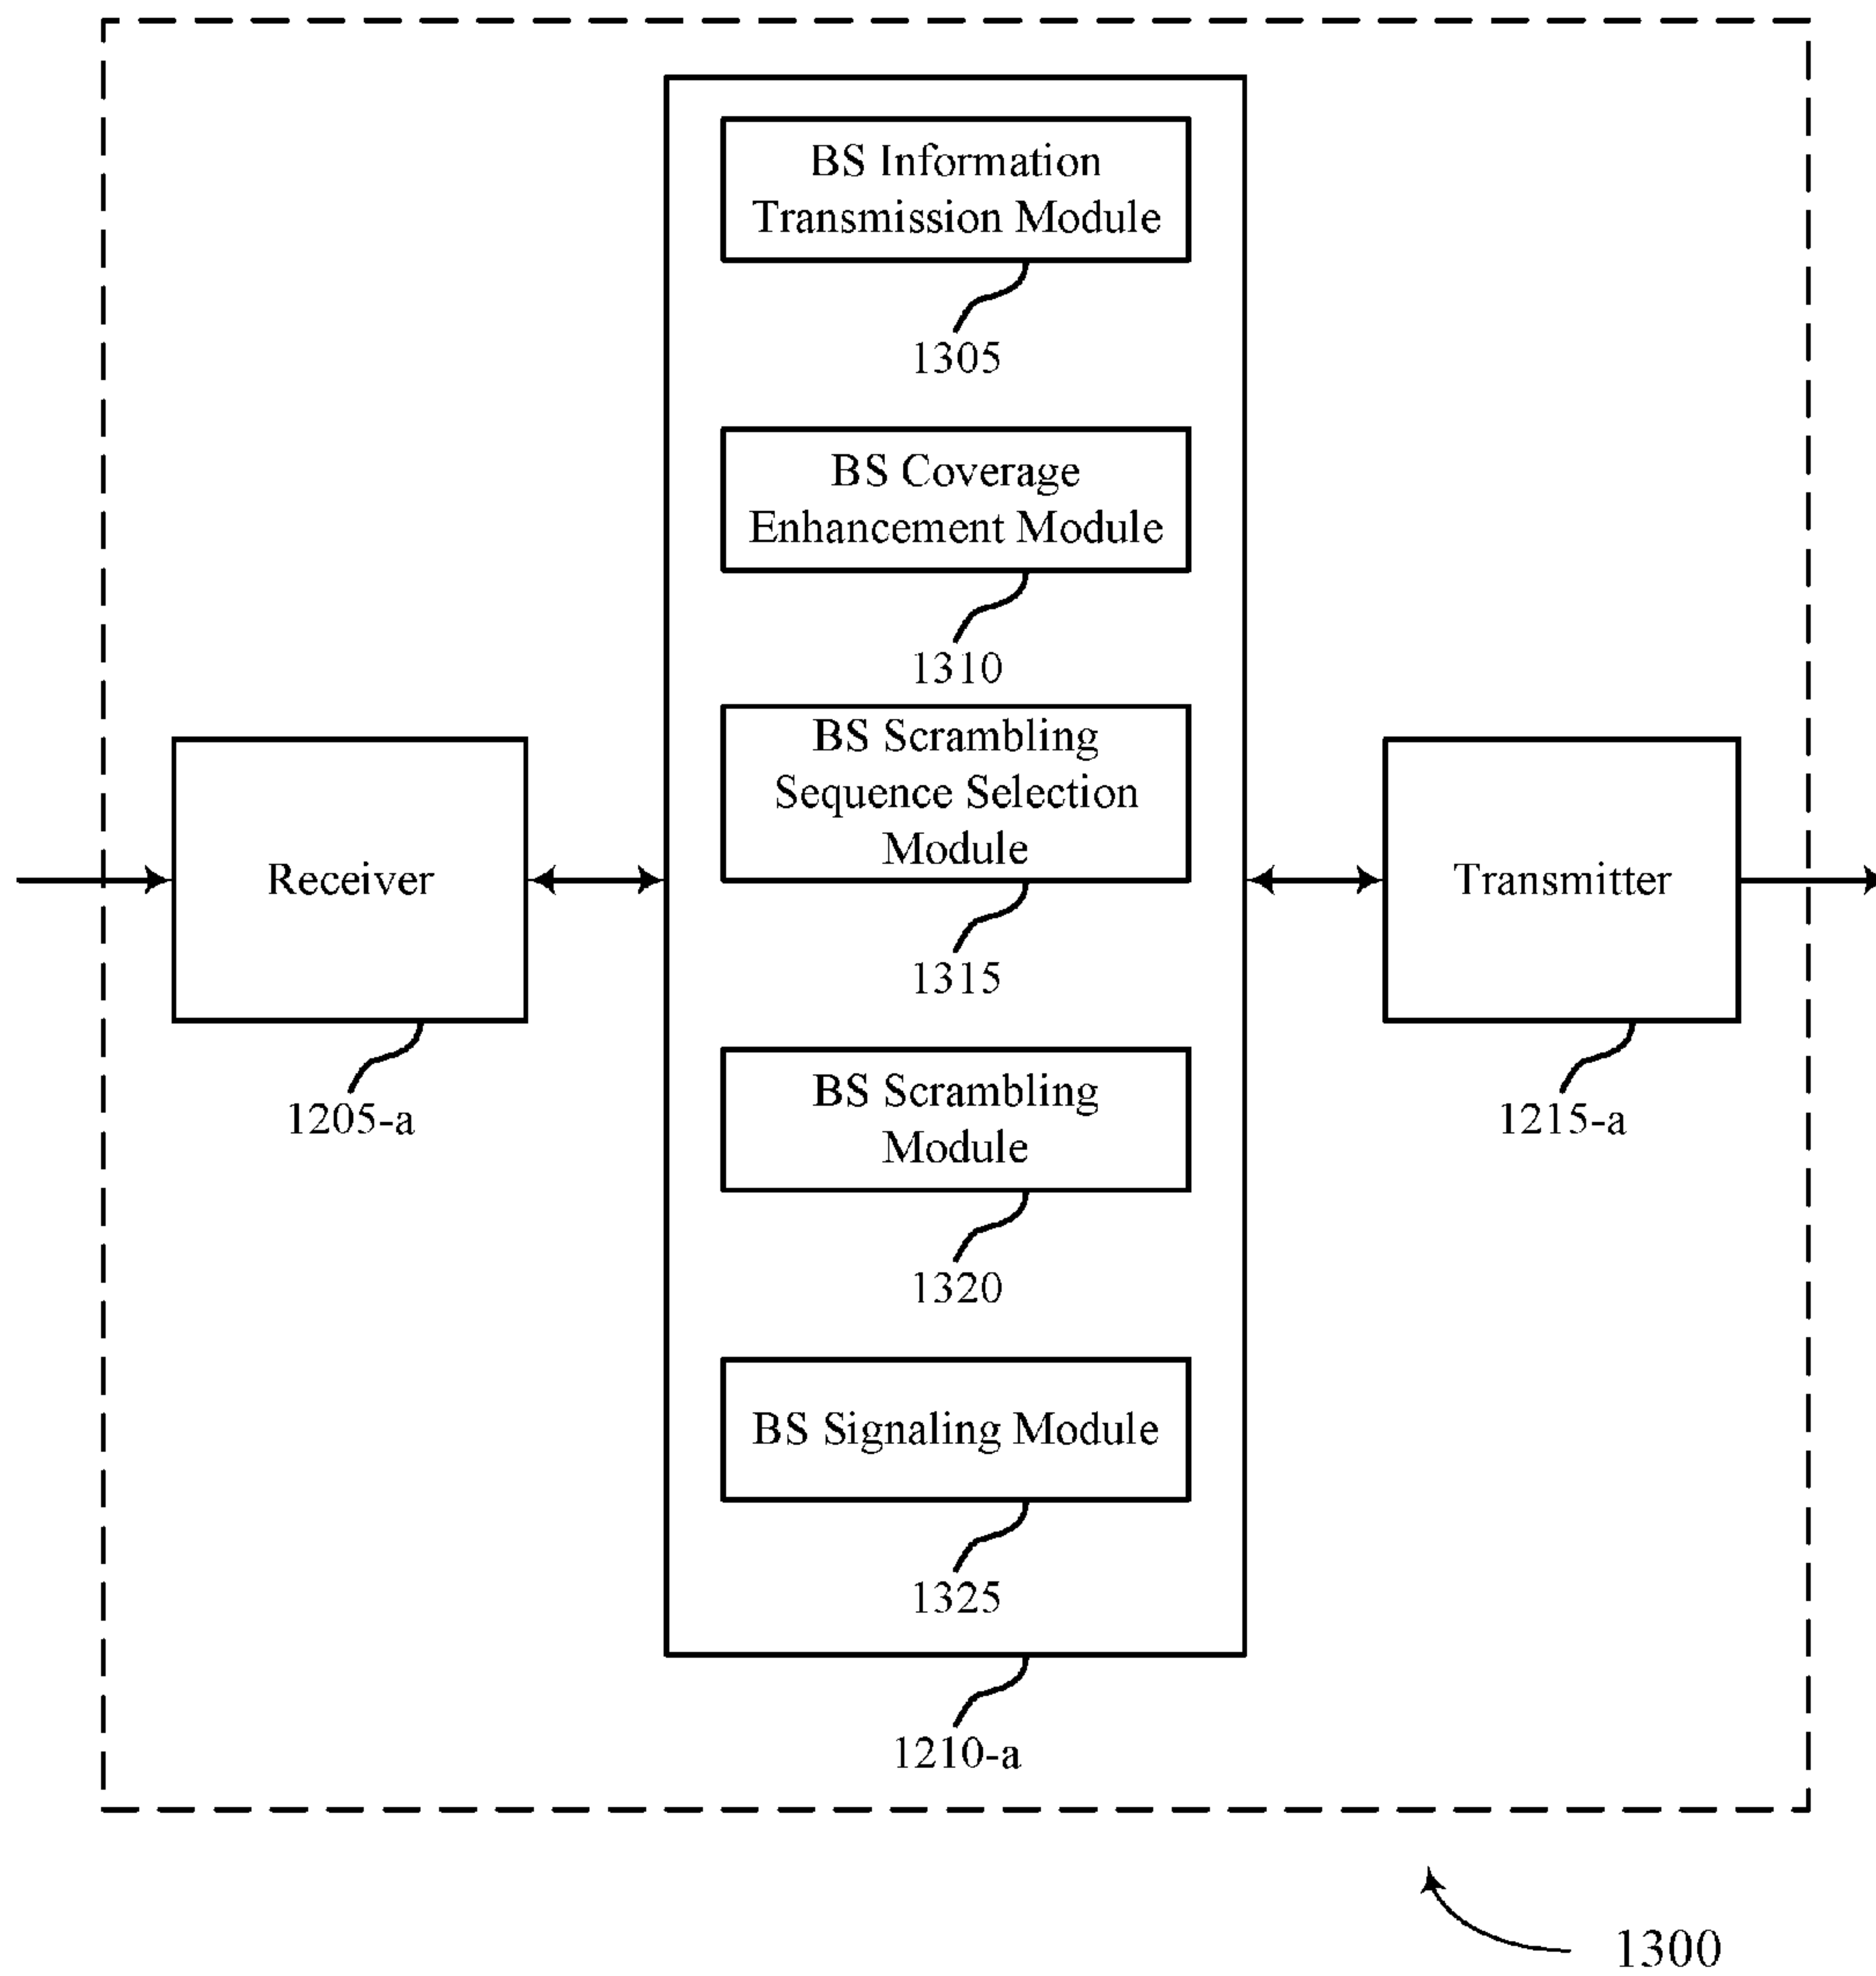 BS Information
Transmission Module
1305
BS Coverage
Enhancement Module
1310
BS Scrambling
Sequence Selection
Module
1315
Receiver
1205-a
Transmitter
1215-a
BS Scrambling
Module
1320
BS Signaling Module
1325
1210-a
1300